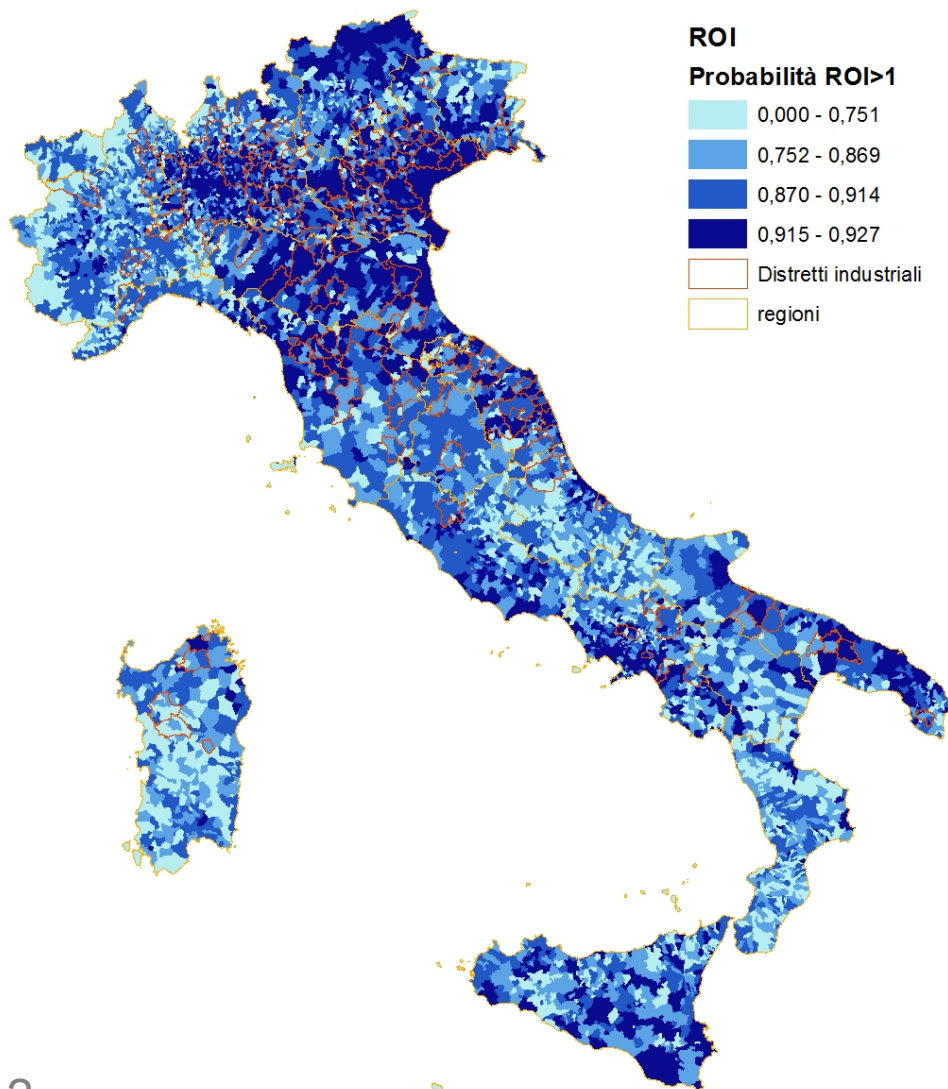 ROI
Probabilità ROI>1
0,000 - 0,751
0,752 - 0,869
0,870 - 0,914
0,915 - 0,927
Distretti industriali
regioni